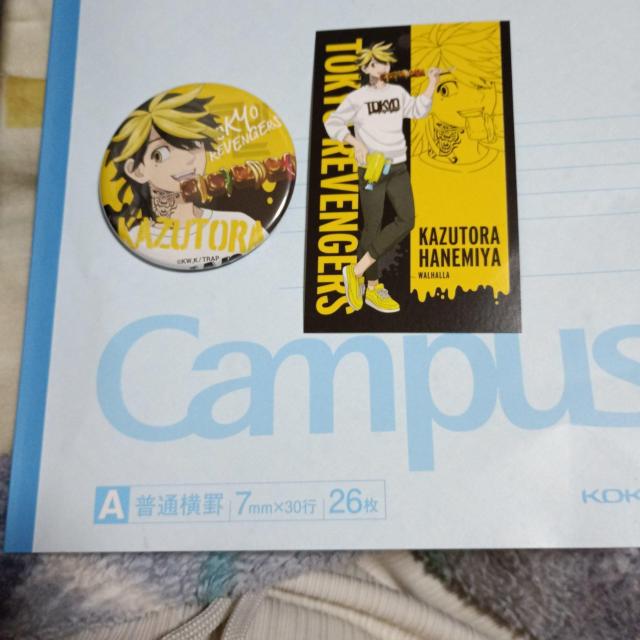 KYO
REVENGERS
KAZUTORA
©KW,K/TRAP
TOKYO REVENGERS
TOKYO
KAZUTORA
HANEMIYA
WALHALLA
Campus
A 普通横罫 7mm×30行 26枚
KOK